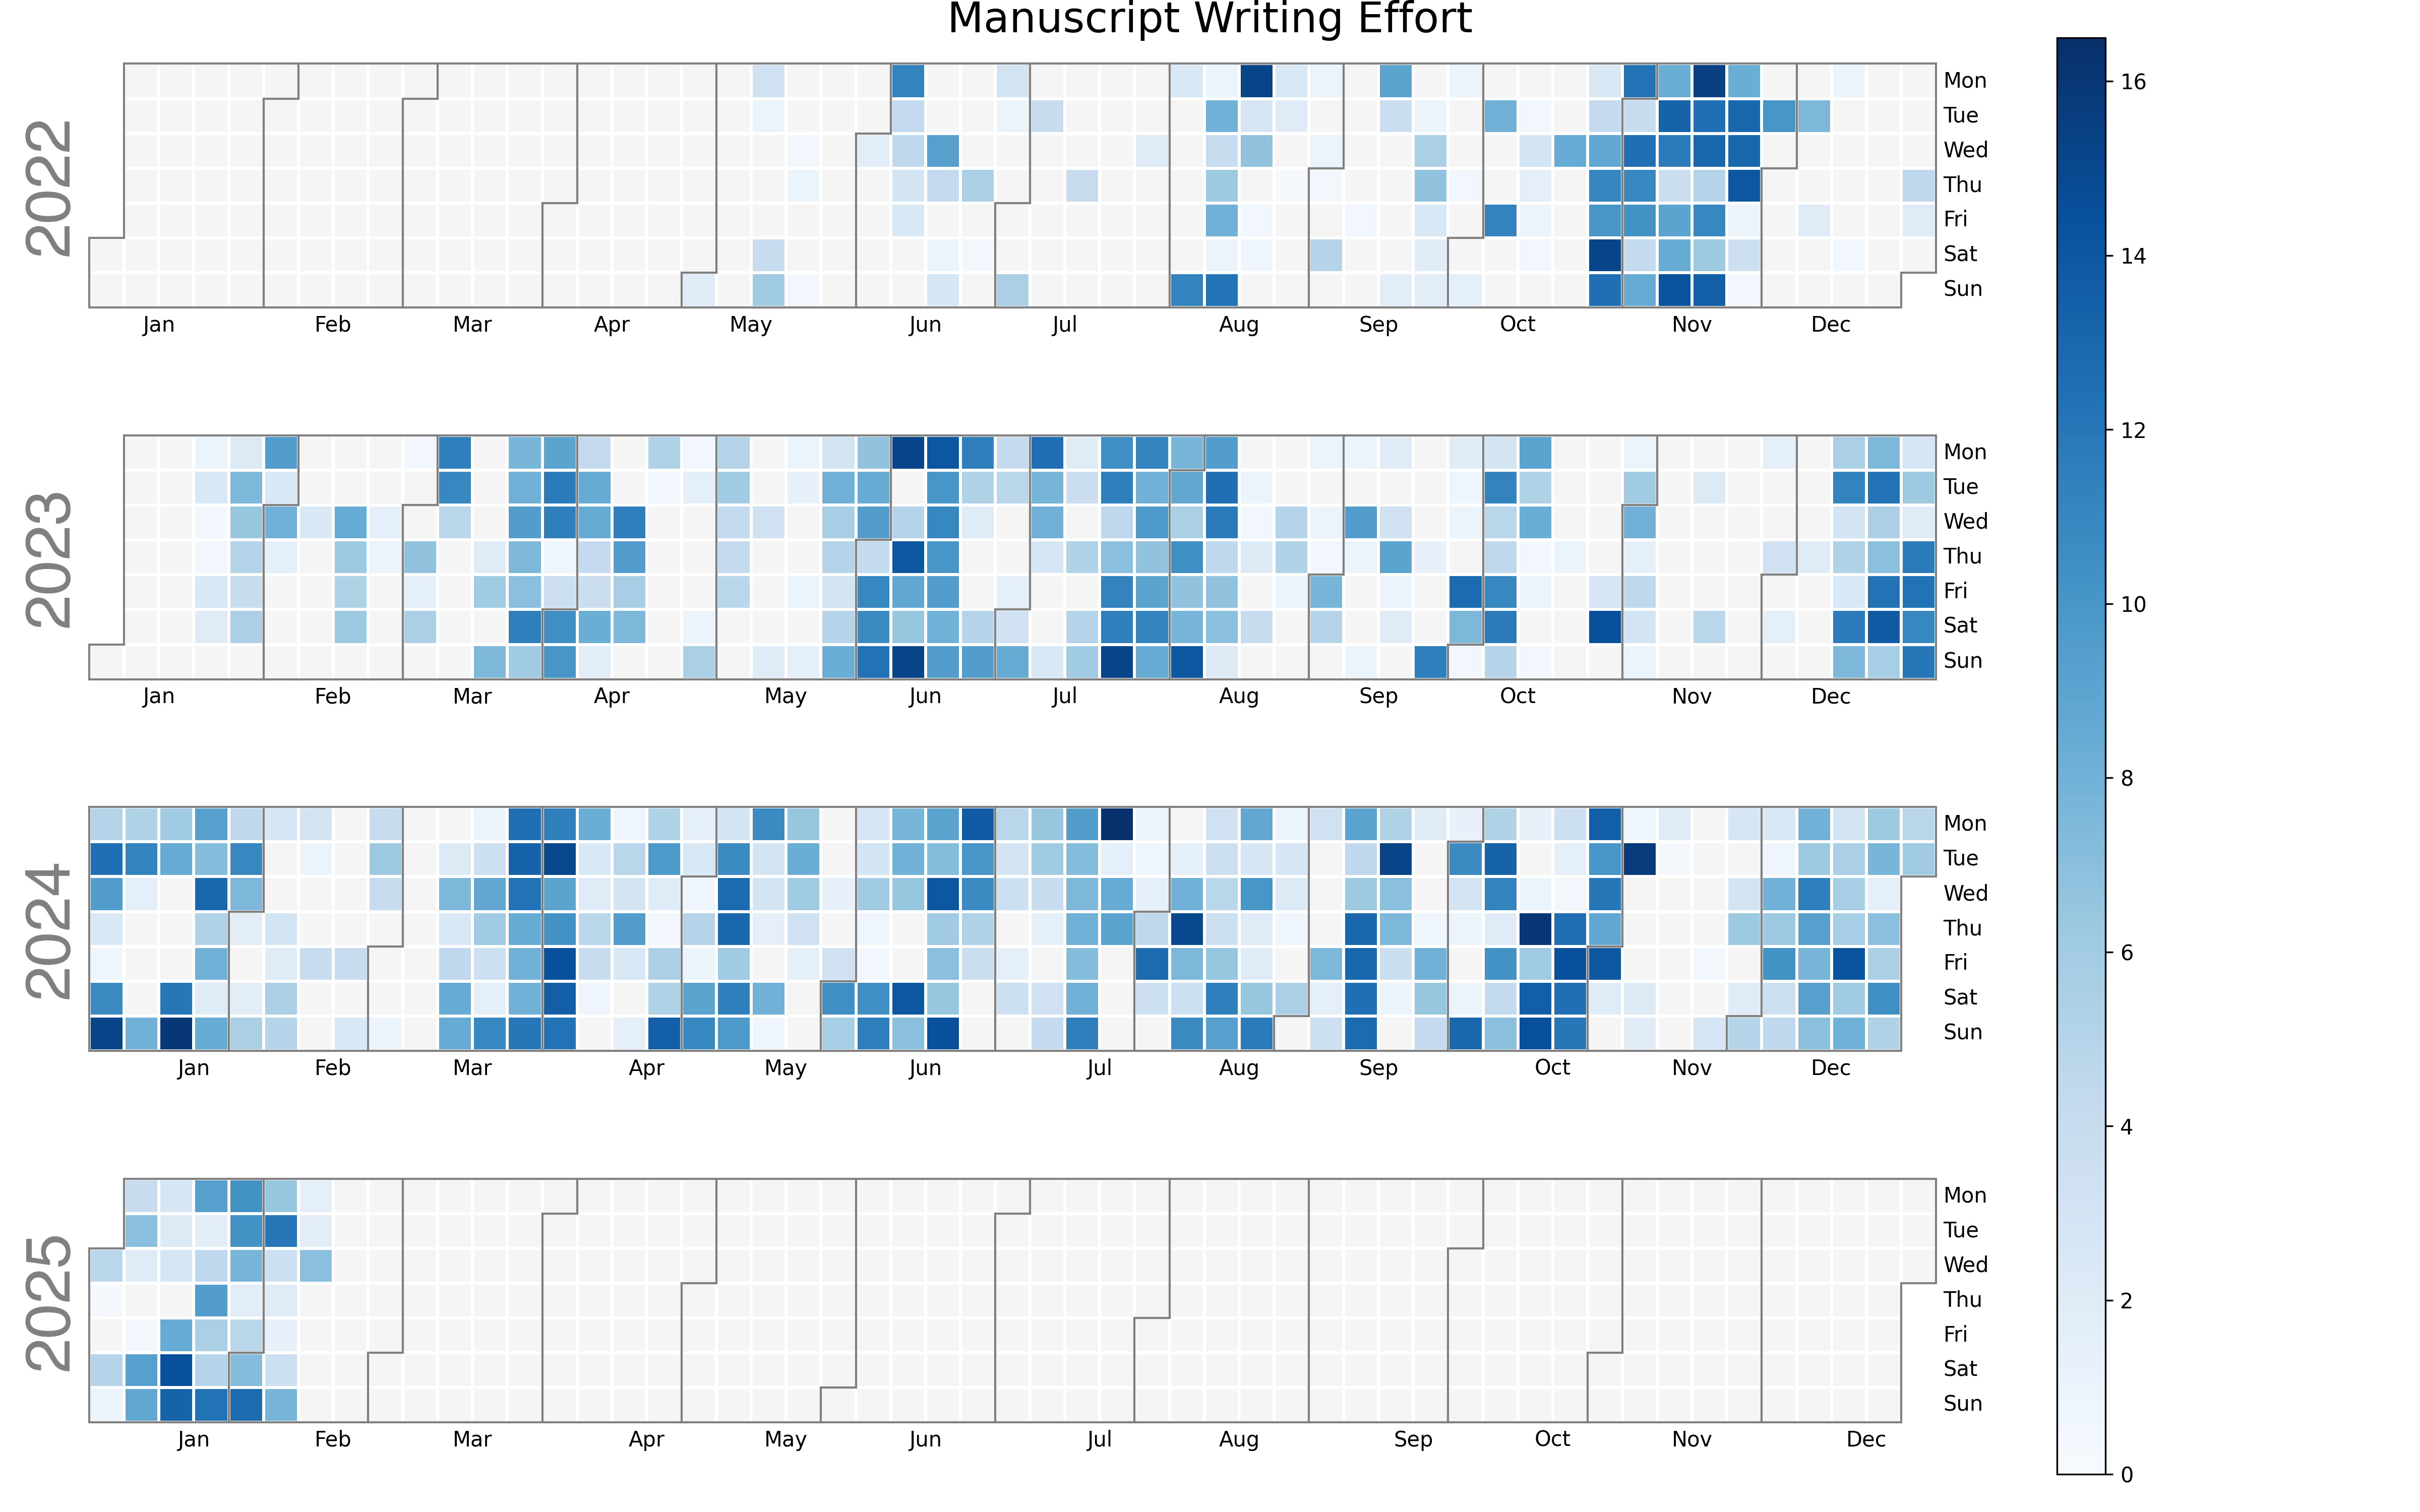 Manuscript Writing Effort
2022
Mon
Tue
Wed
Thu
Fri
Sat
Sun
Jan Feb Mar Apr May Jun Jul Aug Sep Oct Nov Dec
2023
Mon
Tue
Wed
Thu
Fri
Sat
Sun
Jan Feb Mar Apr May Jun Jul Aug Sep Oct Nov Dec
2024
Mon
Tue
Wed
Thu
Fri
Sat
Sun
Jan Feb Mar Apr May Jun Jul Aug Sep Oct Nov Dec
2025
Mon
Tue
Wed
Thu
Fri
Sat
Sun
Jan Feb Mar Apr May Jun Jul Aug Sep Oct Nov Dec
16
14
12
10
8
6
4
2
0